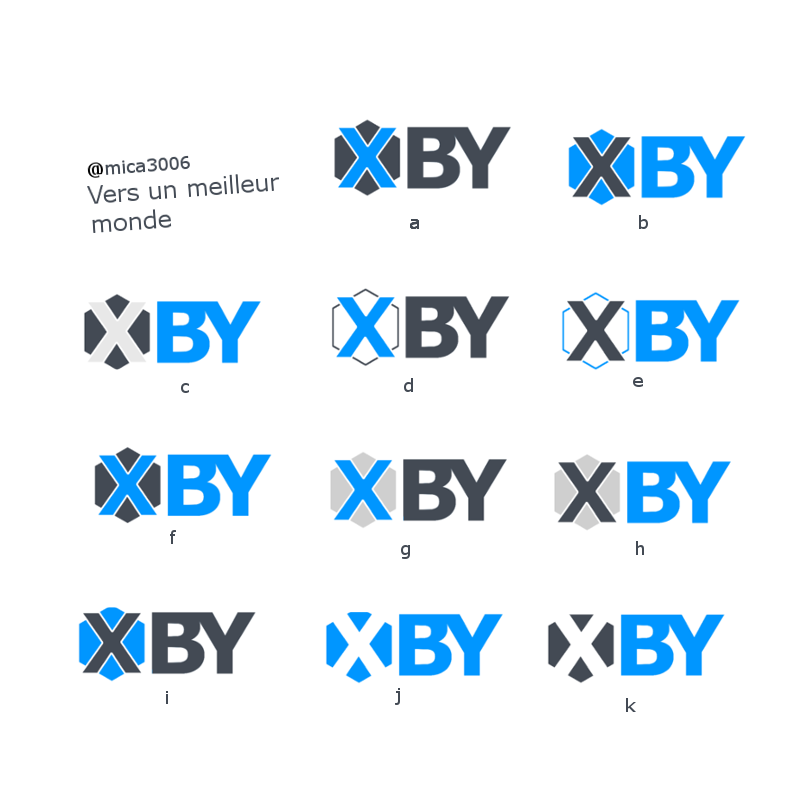 @mica3006
Vers un meilleur
monde
XBY
a
XBY
b
XBY
c
XBY
d
XBY
e
XBY
f
XBY
g
XBY
h
XBY
i
XBY
j
XBY
k